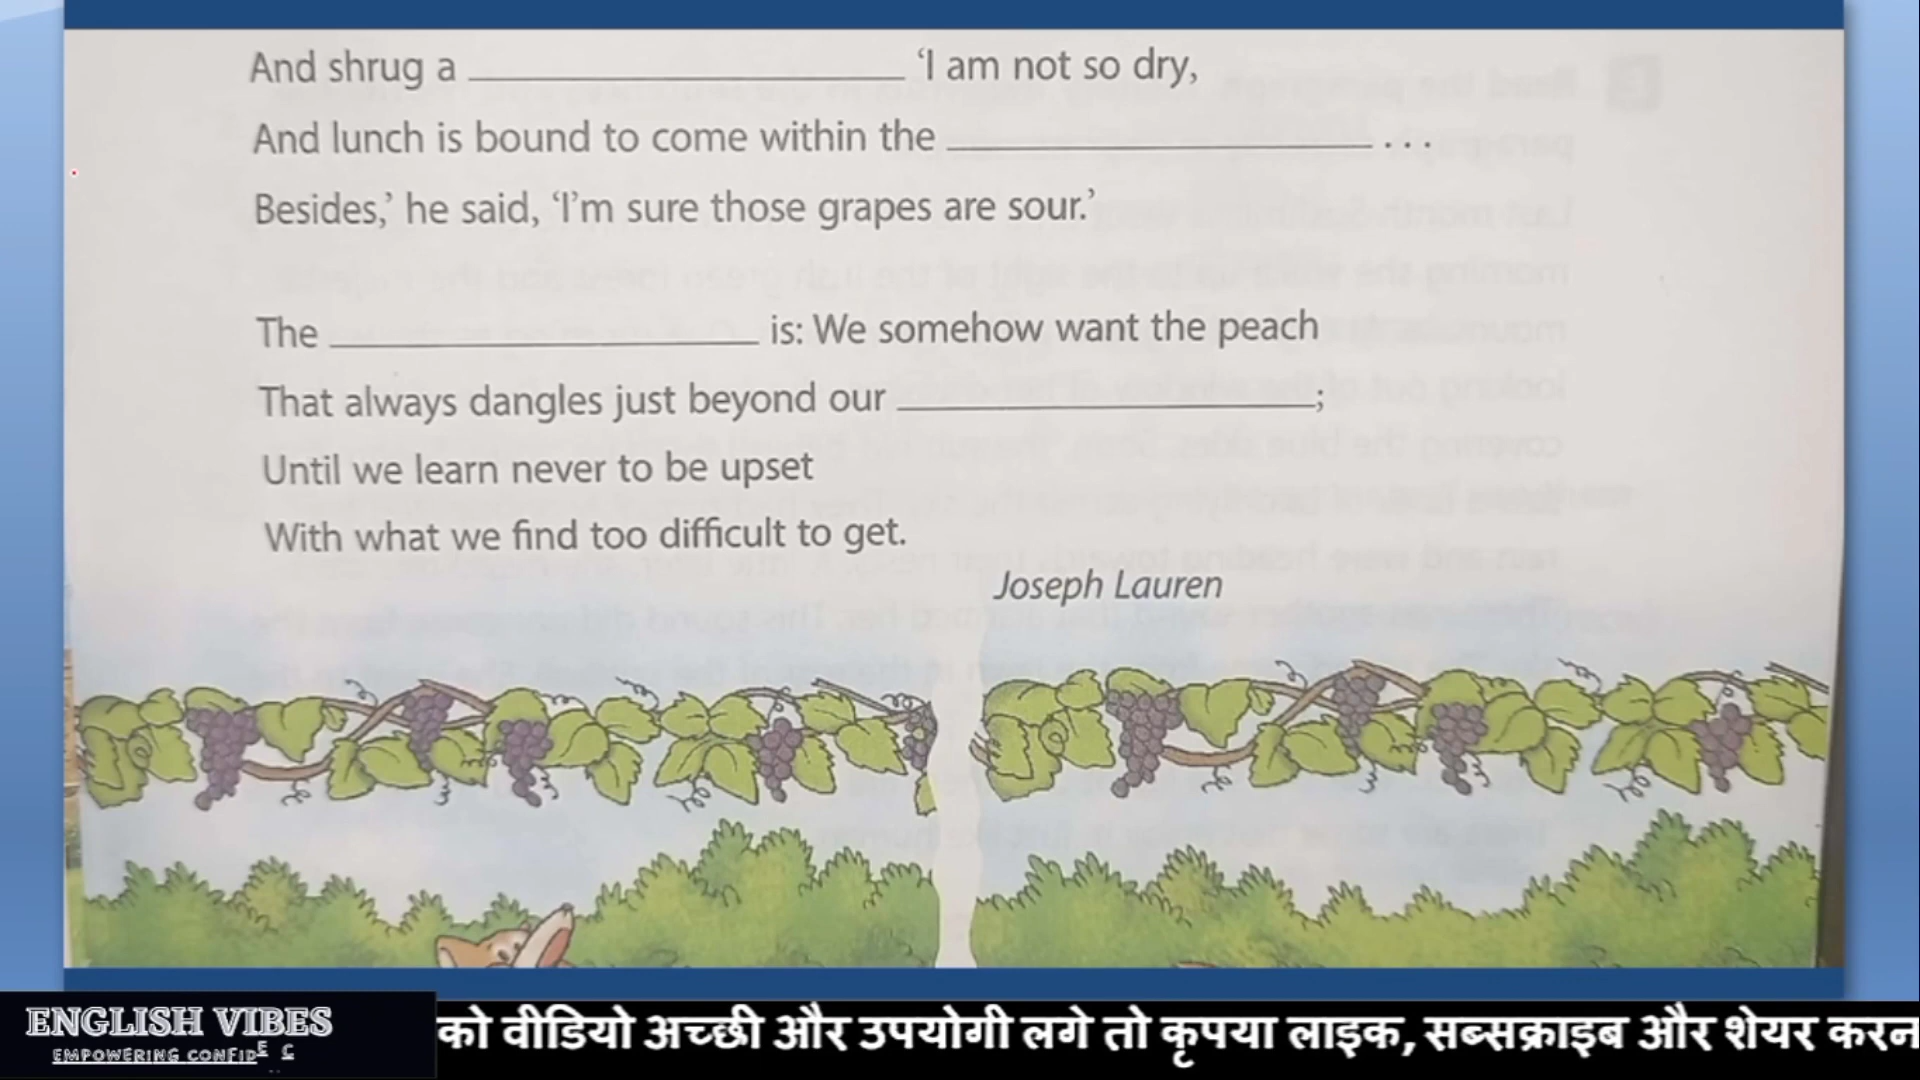 And shrug a ____________ ‘I am not so dry,
And lunch is bound to come within the ____________ ...
Besides,’ he said, ‘I’m sure those grapes are sour.’
The ____________ is: We somehow want the peach
That always dangles just beyond our ____________;
Until we learn never to be upset
With what we find too difficult to get.
Joseph Lauren
ENGLISH VIBES
EMPOWERING CONFID
को वीडियो अच्छी और उपयोगी लगे तो कृपया लाइक, सब्सक्राइब और शेयर करन